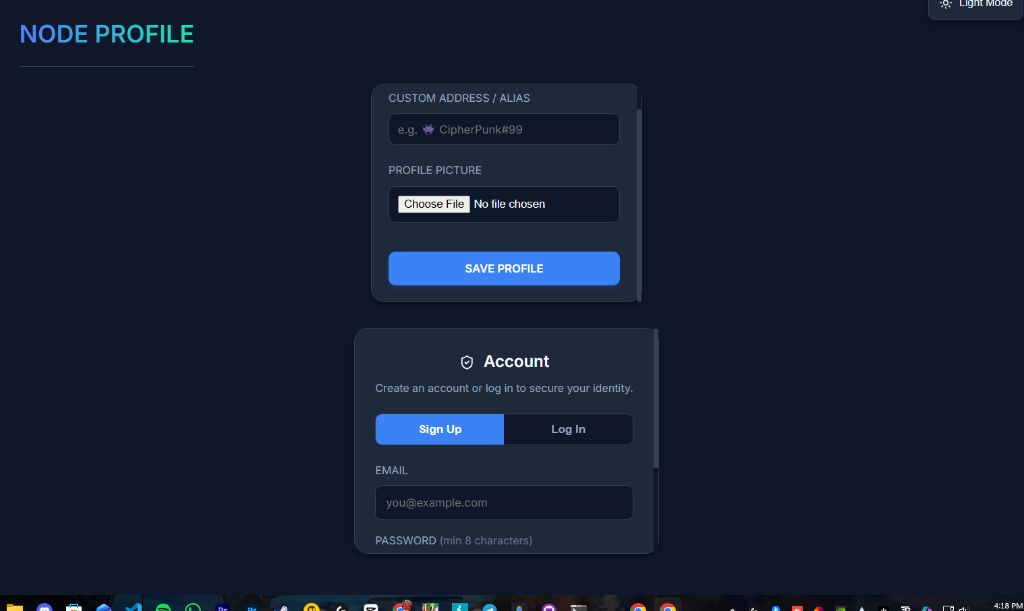 Light Mode
NODE PROFILE
CUSTOM ADDRESS / ALIAS
e.g. 👾 CipherPunk#99
PROFILE PICTURE
Choose File No file chosen
SAVE PROFILE
Account
Create an account or log in to secure your identity.
Sign Up Log In
EMAIL
you@example.com
PASSWORD (min 8 characters)
4:18 PM